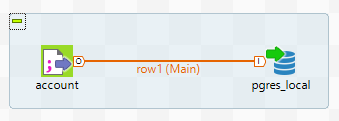 O
I
row1 (Main)
account
pgres_local